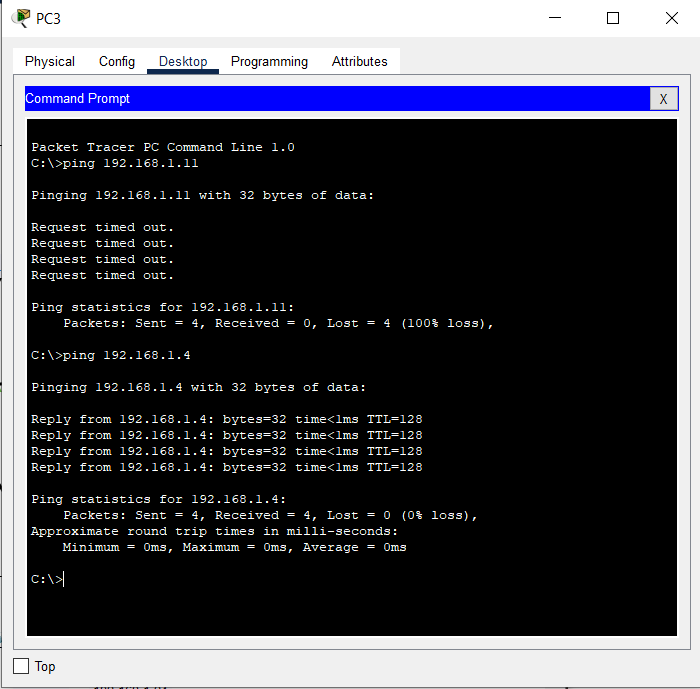 PC3
Physical Config Desktop Programming Attributes
Command Prompt
X
Packet Tracer PC Command Line 1.0
C:\>ping 192.168.1.11
Pinging 192.168.1.11 with 32 bytes of data:
Request timed out.
Request timed out.
Request timed out.
Request timed out.
Ping statistics for 192.168.1.11:
Packets: Sent = 4, Received = 0, Lost = 4 (100% loss),
C:\>ping 192.168.1.4
Pinging 192.168.1.4 with 32 bytes of data:
Reply from 192.168.1.4: bytes=32 time<1ms TTL=128
Reply from 192.168.1.4: bytes=32 time<1ms TTL=128
Reply from 192.168.1.4: bytes=32 time<1ms TTL=128
Reply from 192.168.1.4: bytes=32 time<1ms TTL=128
Ping statistics for 192.168.1.4:
Packets: Sent = 4, Received = 4, Lost = 0 (0% loss),
Approximate round trip times in milli-seconds:
Minimum = 0ms, Maximum = 0ms, Average = 0ms
C:\>
Top